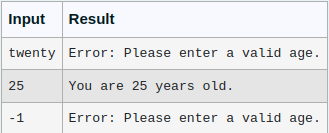 Input Result
twenty Error: Please enter a valid age.
25 You are 25 years old.
-1 Error: Please enter a valid age.